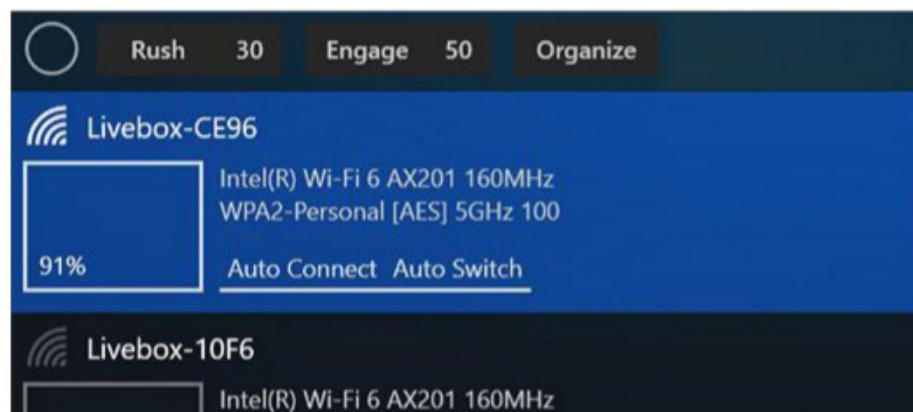 Rush 30 Engage 50 Organize
Livebox-CE96
Intel(R) Wi-Fi 6 AX201 160MHz
WPA2-Personal [AES] 5GHz 100
91%
Auto Connect Auto Switch
Livebox-10F6
Intel(R) Wi-Fi 6 AX201 160MHz